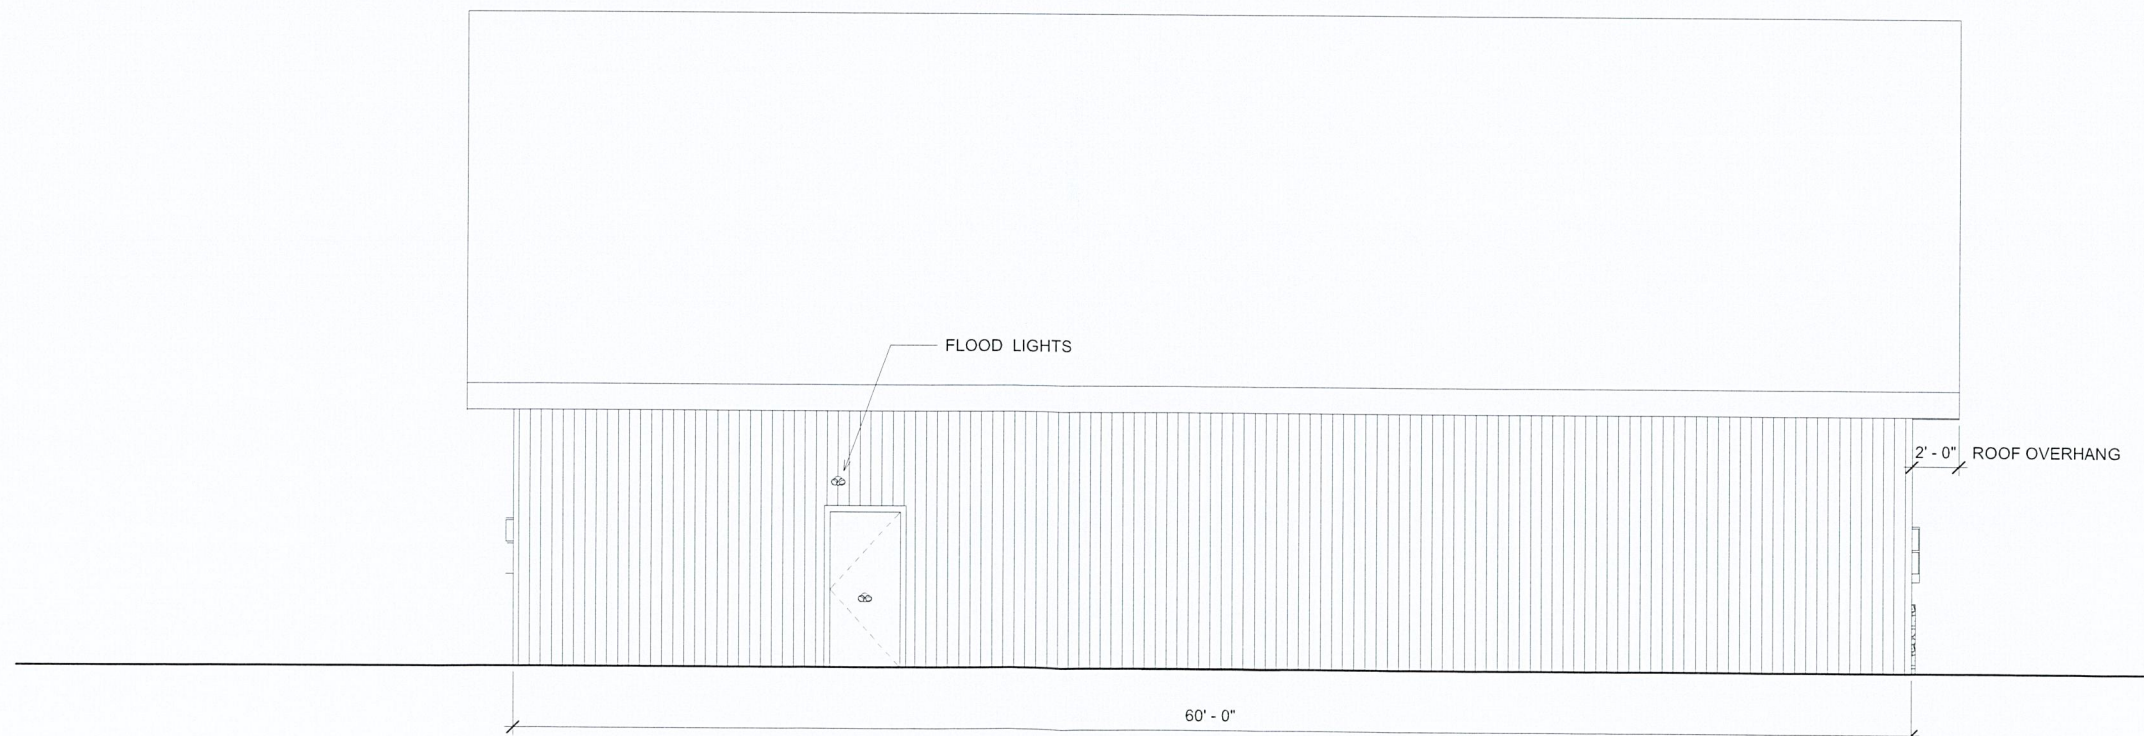 FLOOD LIGHTS
2' - 0" ROOF OVERHANG
60' - 0"